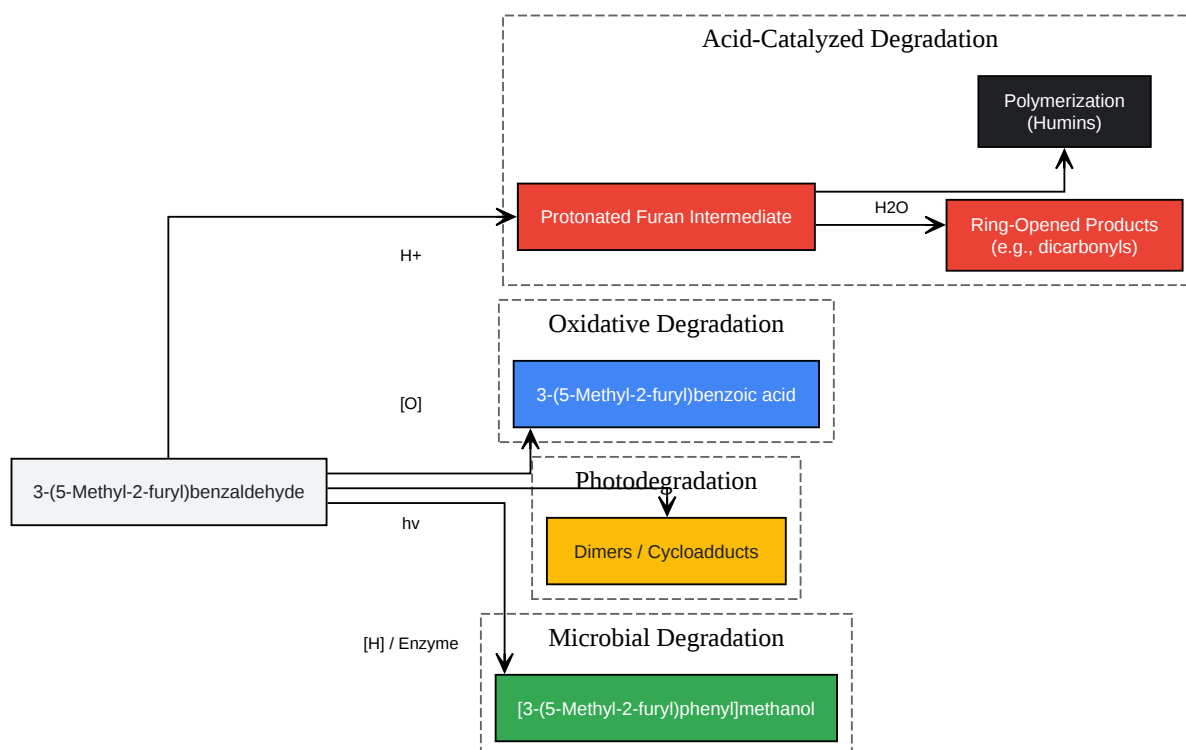 Acid-Catalyzed Degradation
Polymerization
(Humins)
Protonated Furan Intermediate
H2O
Ring-Opened Products
(e.g., dicarbonyls)
H+
Oxidative Degradation
3-(5-Methyl-2-furyl)benzoic acid
[O]
3-(5-Methyl-2-furyl)benzaldehyde
Photodegradation
hv
Dimers / Cycloadducts
Microbial Degradation
[H] / Enzyme
[3-(5-Methyl-2-furyl)phenyl]methanol